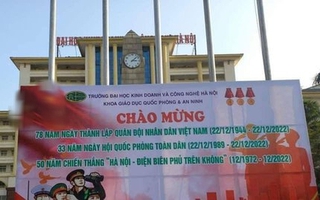 ĐẠI HỌC
HÀ NỘI
TRƯỜNG ĐẠI HỌC KINH DOANH VÀ CÔNG NGHỆ HÀ NỘI
KHOA GIÁO DỤC QUỐC PHÒNG & AN NINH
CHÀO MỪNG
78 NĂM NGÀY THÀNH LẬP QUÂN ĐỘI NHÂN DÂN VIỆT NAM (22/12/1944 - 22/12/2022)
33 NĂM NGÀY HỘI QUỐC PHÒNG TOÀN DÂN (22/12/1989 - 22/12/2022)
50 NĂM CHIẾN THẮNG "HÀ NỘI - ĐIỆN BIÊN PHỦ TRÊN KHÔNG" (12/1972 - 12/2022)